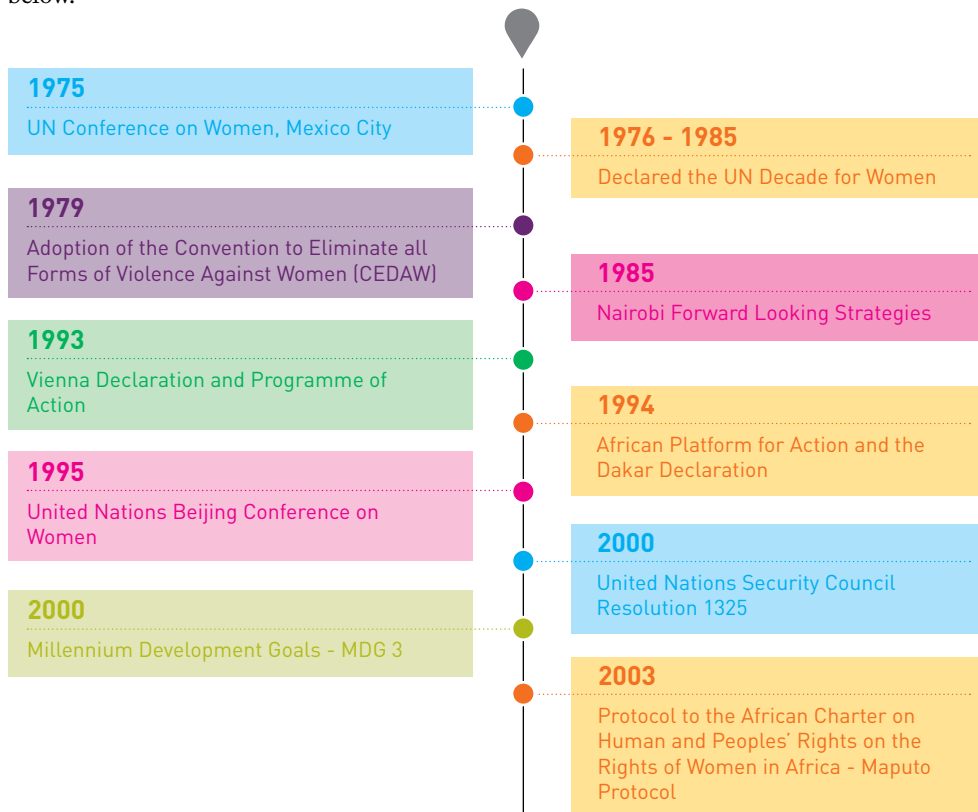 below.
1975
UN Conference on Women, Mexico City
1976 - 1985
Declared the UN Decade for Women
1979
Adoption of the Convention to Eliminate all
Forms of Violence Against Women (CEDAW)
1985
Nairobi Forward Looking Strategies
1993
Vienna Declaration and Programme of
Action
1994
African Platform for Action and the
Dakar Declaration
1995
United Nations Beijing Conference on
Women
2000
United Nations Security Council
Resolution 1325
2000
Millennium Development Goals - MDG 3
2003
Protocol to the African Charter on
Human and Peoples’ Rights on the
Rights of Women in Africa - Maputo
Protocol